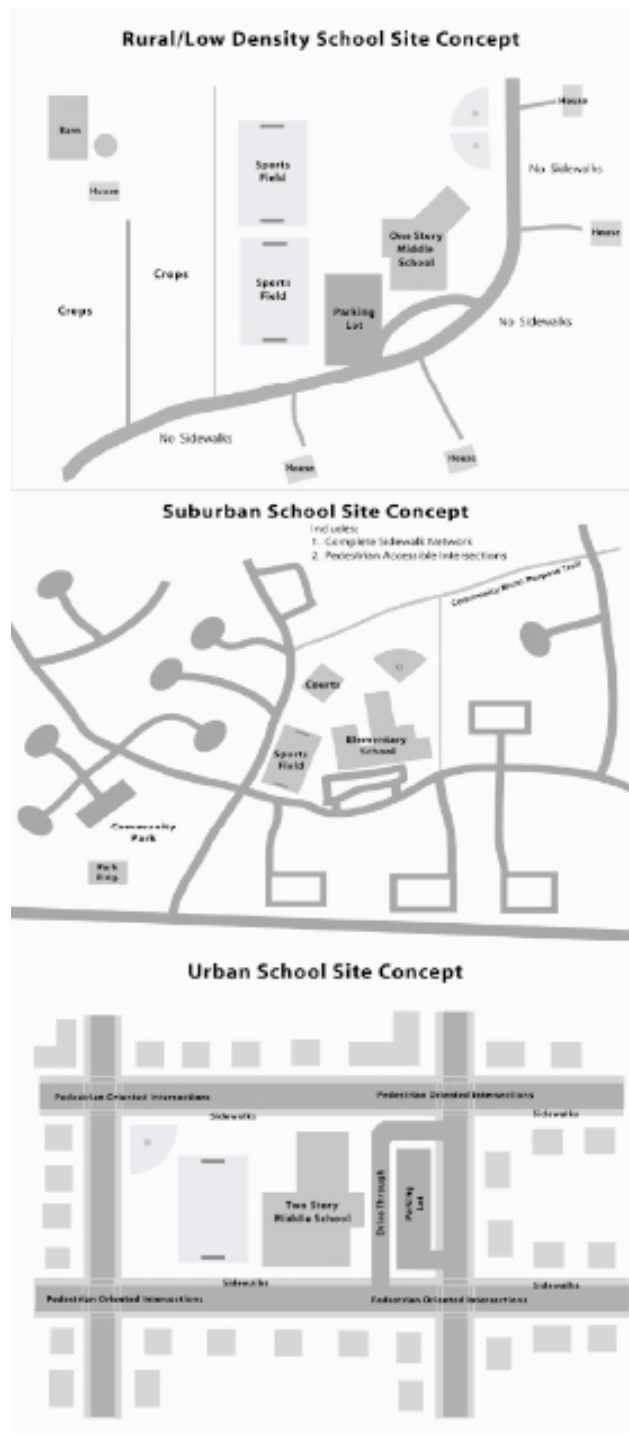 Rural/Low Density School Site Concept
House
Barn
House
Sports
Field
No Sidewalks
One Story
Middle
School
House
Crops
Crops
Sports
Field
Parking
Lot
No Sidewalks
No Sidewalks
House
House
Suburban School Site Concept
Includes:
1. Complete Sidewalk Network
2. Pedestrian Accessible Intersections
Community Multi-Purpose Trail
Courts
Elementary
School
Sports
Field
Community
Park
Park
Bldg.
Urban School Site Concept
Pedestrian Oriented Intersections
Pedestrian Oriented Intersections
Sidewalks
Sidewalks
Two Story
Middle School
Drive Through
Parking
Lot
Sidewalks
Sidewalks
Pedestrian Oriented Intersections
Pedestrian Oriented Intersections